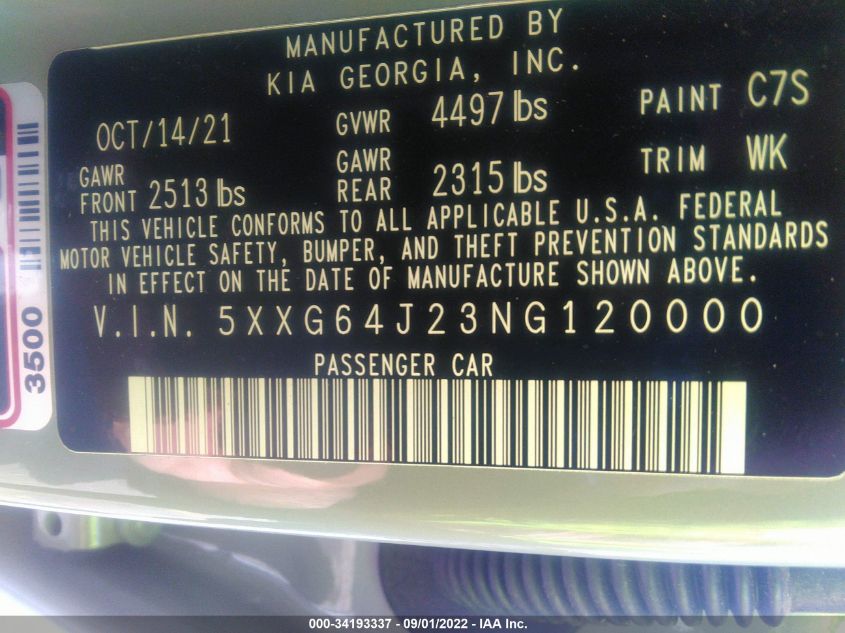 MANUFACTURED BY
KIA GEORGIA, INC.
OCT/14/21 GVWR 4497 lbs PAINT C7S
GAWR FRONT 2513 lbs GAWR REAR 2315 lbs TRIM WK
THIS VEHICLE CONFORMS TO ALL APPLICABLE U.S.A. FEDERAL
MOTOR VEHICLE SAFETY, BUMPER, AND THEFT PREVENTION STANDARDS
IN EFFECT ON THE DATE OF MANUFACTURE SHOWN ABOVE.
V.I.N. 5XXG64J23NG120000
PASSENGER CAR
3500
000-34193337 - 09/01/2022 - IAA Inc.